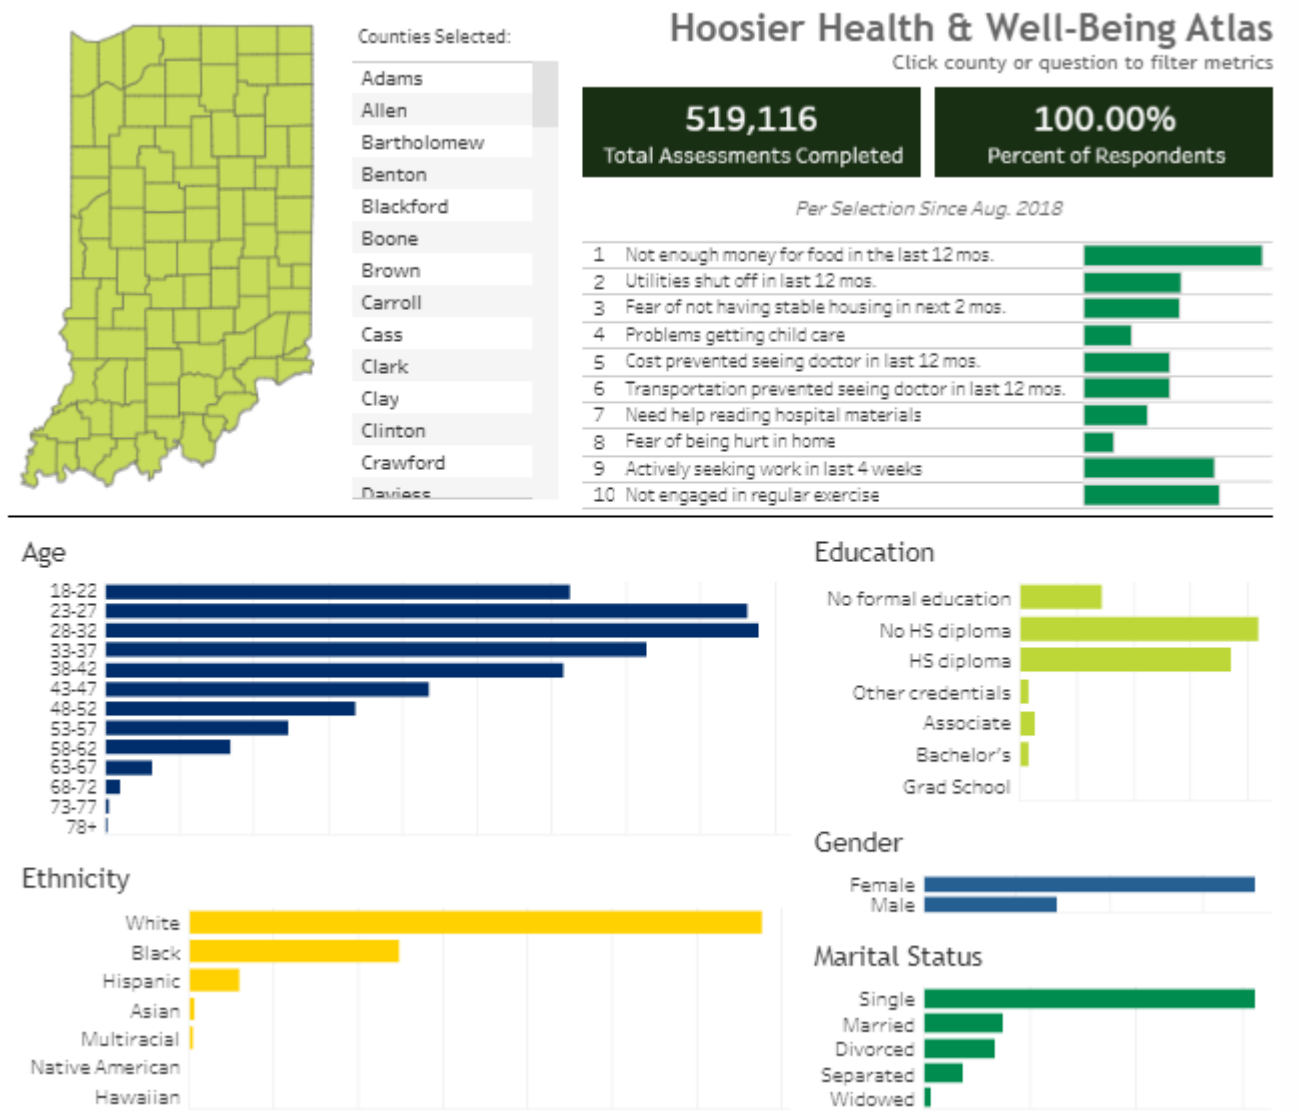 Counties Selected:
Adams
Allen
Bartholomew
Benton
Blackford
Boone
Brown
Carroll
Cass
Clark
Clay
Clinton
Crawford
Daviess
Hoosier Health & Well-Being Atlas
Click county or question to filter metrics
519,116
Total Assessments Completed
100.00%
Percent of Respondents
Per Selection Since Aug. 2018
1 Not enough money for food in the last 12 mos.
2 Utilities shut off in last 12 mos.
3 Fear of not having stable housing in next 2 mos.
4 Problems getting child care
5 Cost prevented seeing doctor in last 12 mos.
6 Transportation prevented seeing doctor in last 12 mos.
7 Need help reading hospital materials
8 Fear of being hurt in home
9 Actively seeking work in last 4 weeks
10 Not engaged in regular exercise
Age
18-22
23-27
28-32
33-37
38-42
43-47
48-52
53-57
58-62
63-67
68-72
73-77
78+
Ethnicity
White
Black
Hispanic
Asian
Multiracial
Native American
Hawaiian
Education
No formal education
No HS diploma
HS diploma
Other credentials
Associate
Bachelor's
Grad School
Gender
Female
Male
Marital Status
Single
Married
Divorced
Separated
Widowed